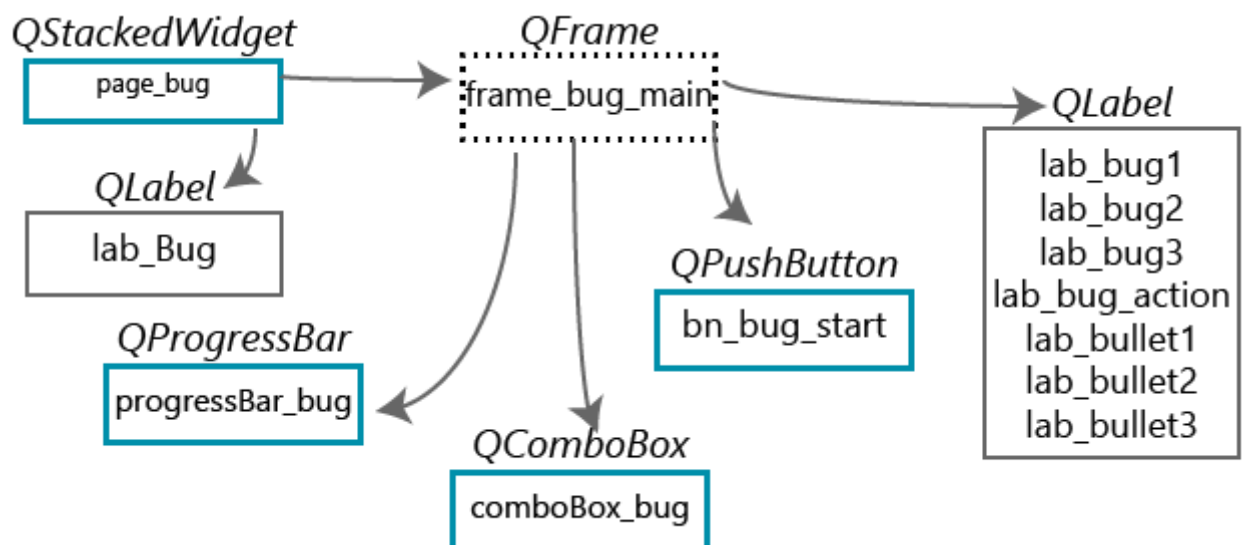 QStackedWidget
page_bug
QFrame
frame_bug_main
QLabel
lab_bug1
lab_bug2
lab_bug3
lab_bug_action
lab_bullet1
lab_bullet2
lab_bullet3
QLabel
lab_Bug
QPushButton
bn_bug_start
QProgressBar
progressBar_bug
QComboBox
comboBox_bug